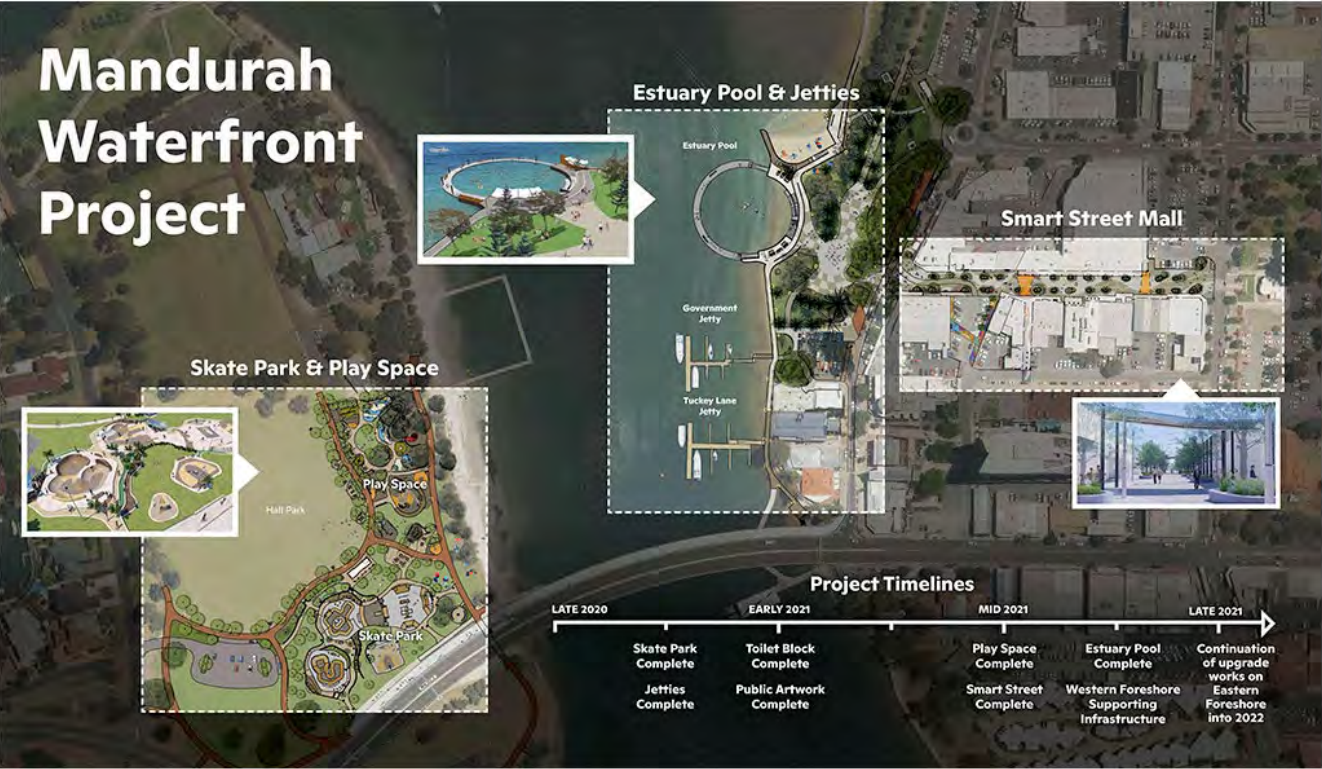 Mandurah
Waterfront
Project
Estuary Pool & Jetties
Estuary Pool
Government
Jetty
Tuckey Lane
Jetty
Smart Street Mall
Skate Park & Play Space
Play Space
Hall Park
Skate Park
Project Timelines
LATE 2020
EARLY 2021
MID 2021
LATE 2021
Skate Park
Complete
Jetties
Complete
Toilet Block
Complete
Public Artwork
Complete
Play Space
Complete
Smart Street
Complete
Estuary Pool
Complete
Western Foreshore
Supporting
Infrastructure
Continuation
of upgrade
works on
Eastern
Foreshore
into 2022